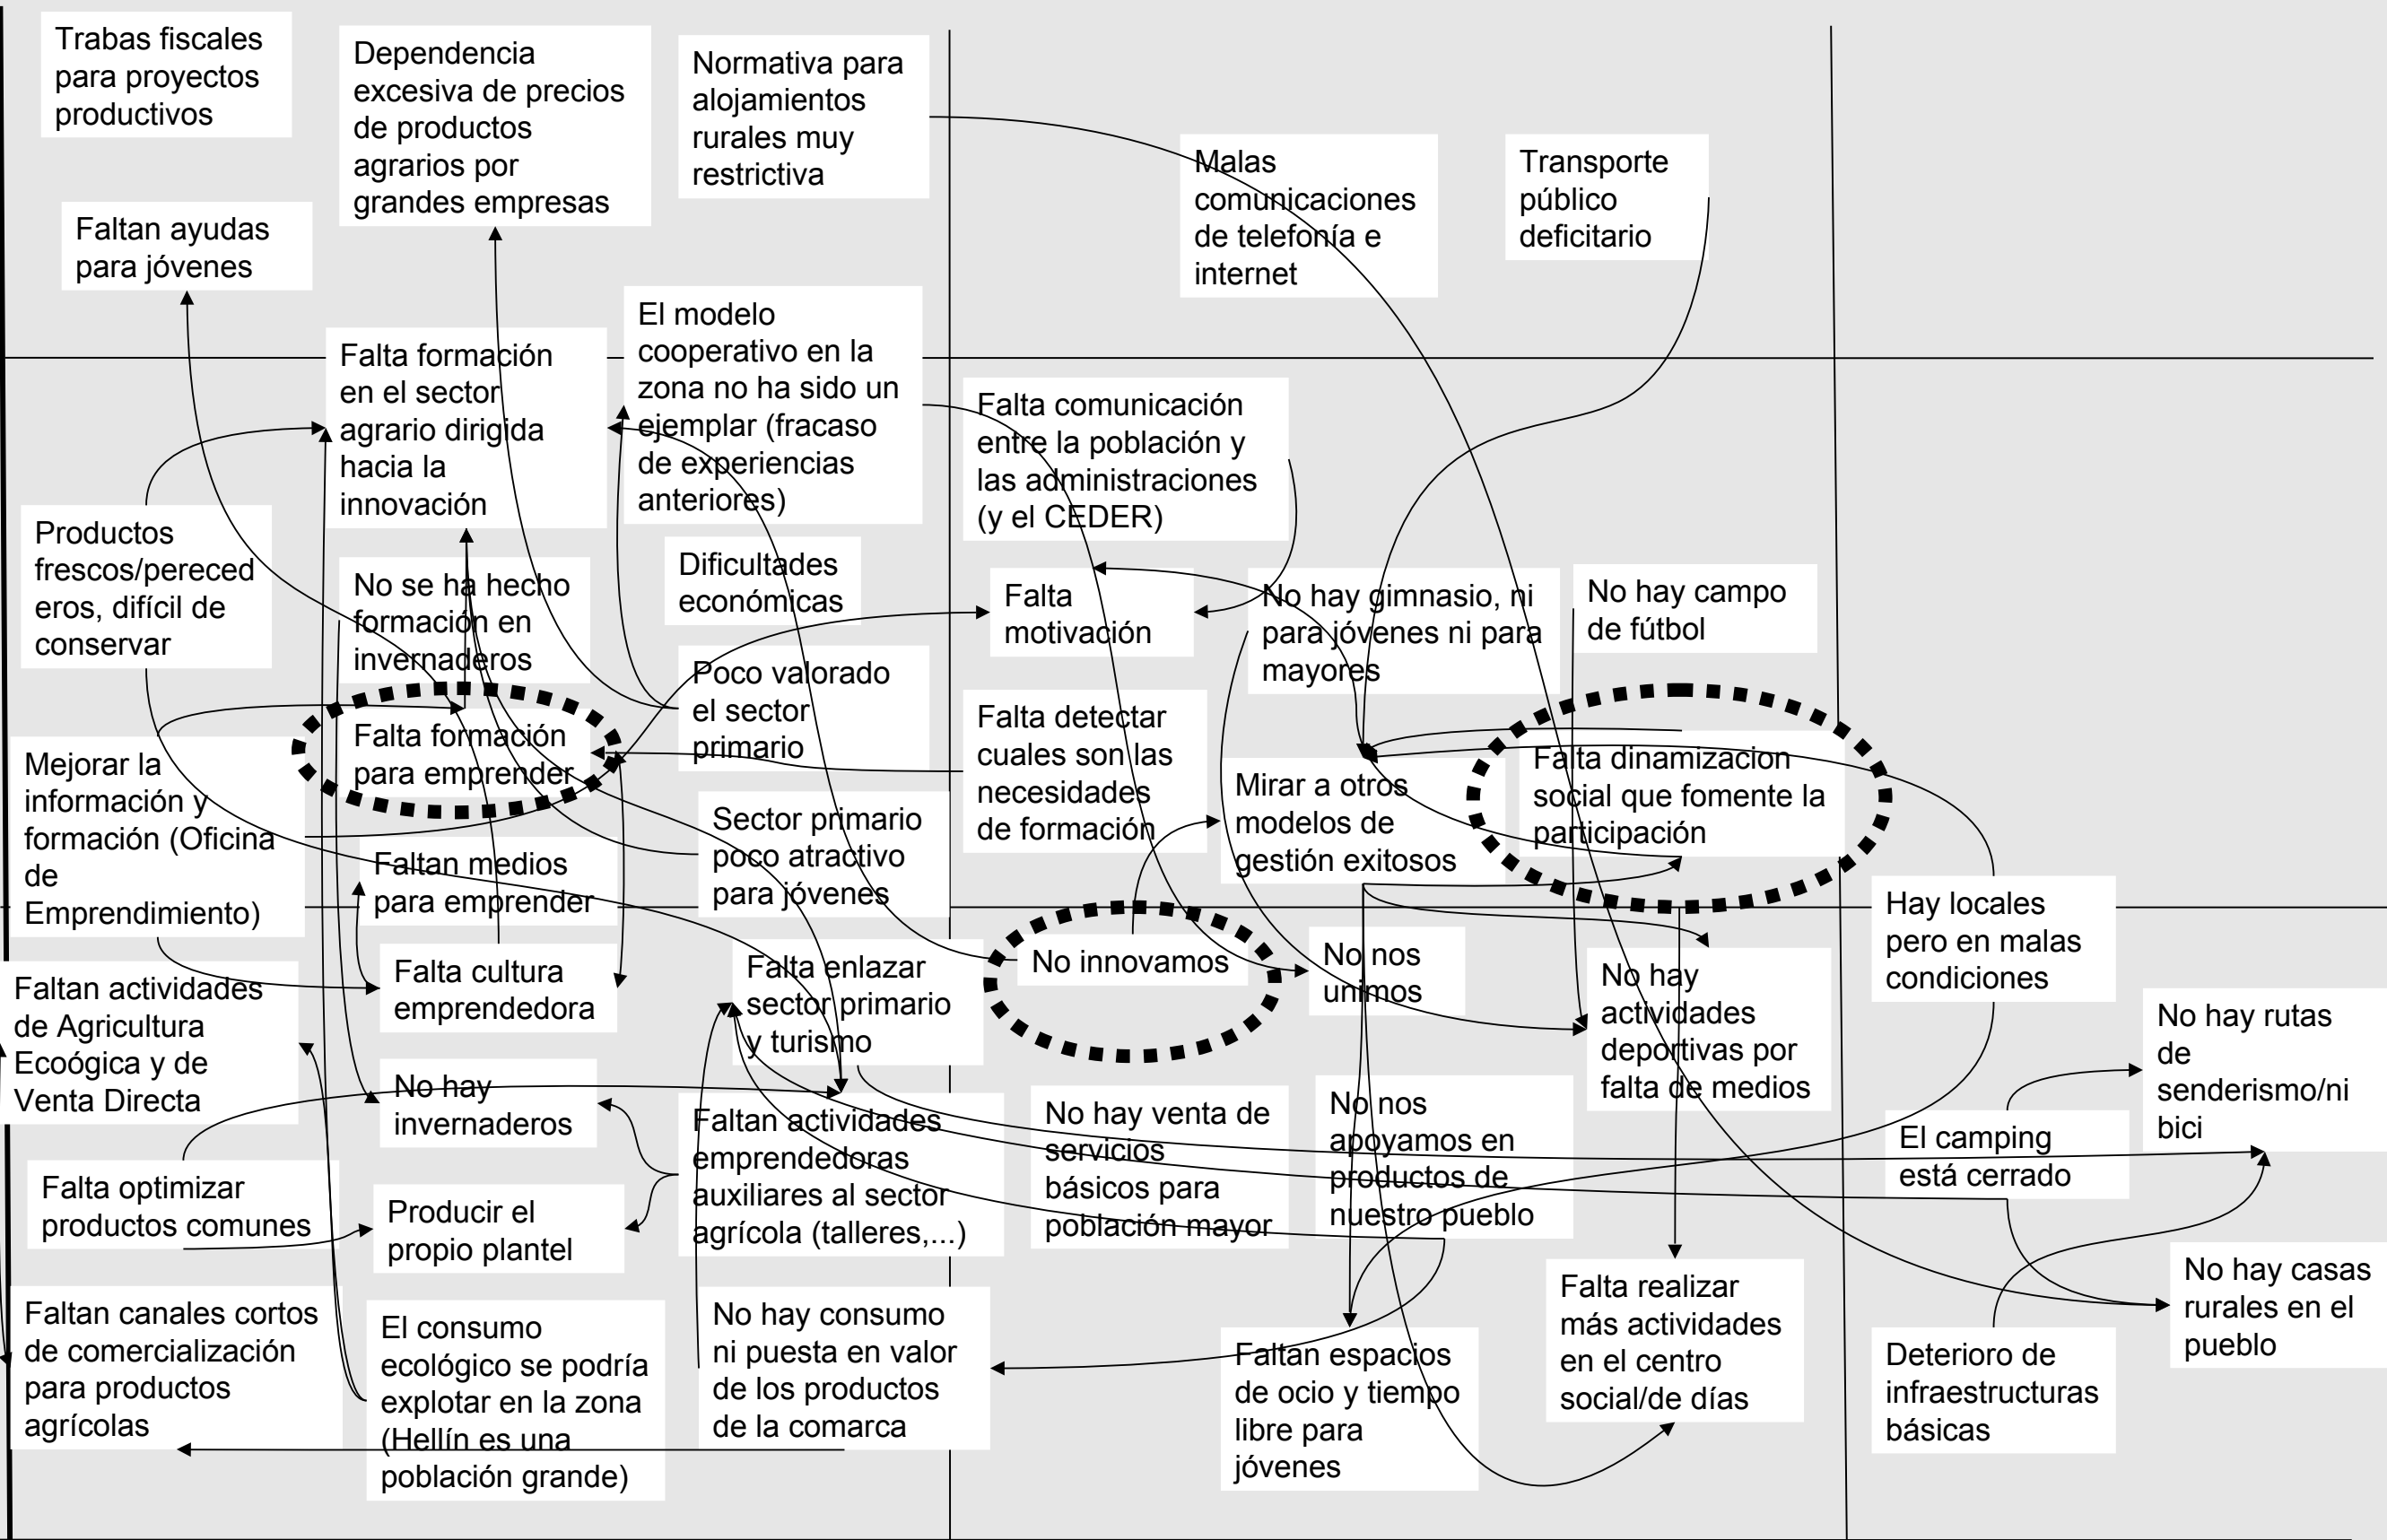 Trabas fiscales
para proyectos
productivos
Dependencia
excesiva de precios
de productos
agrarios por
grandes empresas
Normativa para
alojamientos
rurales muy
restrictiva
Malas
comunicaciones
de telefonía e
internet
Transporte
público
deficitario
Faltan ayudas
para jóvenes
Falta formación
en el sector
agrario dirigida
hacia la
innovación
El modelo
cooperativo en la
zona no ha sido un
ejemplar (fracaso
de experiencias
anteriores)
Falta comunicación
entre la población y
las administraciones
(y el CEDER)
Productos
frescos/pereced
eros, difícil de
conservar
No se ha hecho
formación en
invernaderos
Dificultades
económicas
Falta
motivación
No hay gimnasio, ni
para jóvenes ni para
mayores
No hay campo
de fútbol
Poco valorado
el sector
primario
Falta formación
para emprender
Falta detectar
cuales son las
necesidades
de formación
Mirar a otros
modelos de
gestión exitosos
Falta dinamizacion
social que fomente la
participación
Mejorar la
información y
formación (Oficina
de
Emprendimiento)
Faltan medios
para emprender
Sector primario
poco atractivo
para jóvenes
Hay locales
pero en malas
condiciones
Faltan actividades
de Agricultura
Ecoógica y de
Venta Directa
Falta cultura
emprendedora
Falta enlazar
sector primario
y turismo
No innovamos
No nos
unimos
No hay
actividades
deportivas por
falta de medios
No hay rutas
de
senderismo/ni
bici
No hay
invernaderos
Faltan actividades
emprendedoras
auxiliares al sector
agrícola (talleres,...)
No hay venta de
servicios
básicos para
población mayor
No nos
apoyamos en
productos de
nuestro pueblo
El camping
está cerrado
Falta optimizar
productos comunes
Producir el
propio plantel
Faltan canales cortos
de comercialización
para productos
agrícolas
El consumo
ecológico se podría
explotar en la zona
(Hellín es una
población grande)
No hay consumo
ni puesta en valor
de los productos
de la comarca
Faltan espacios
de ocio y tiempo
libre para
jóvenes
Falta realizar
más actividades
en el centro
social/de días
Deterioro de
infraestructuras
básicas
No hay casas
rurales en el
pueblo